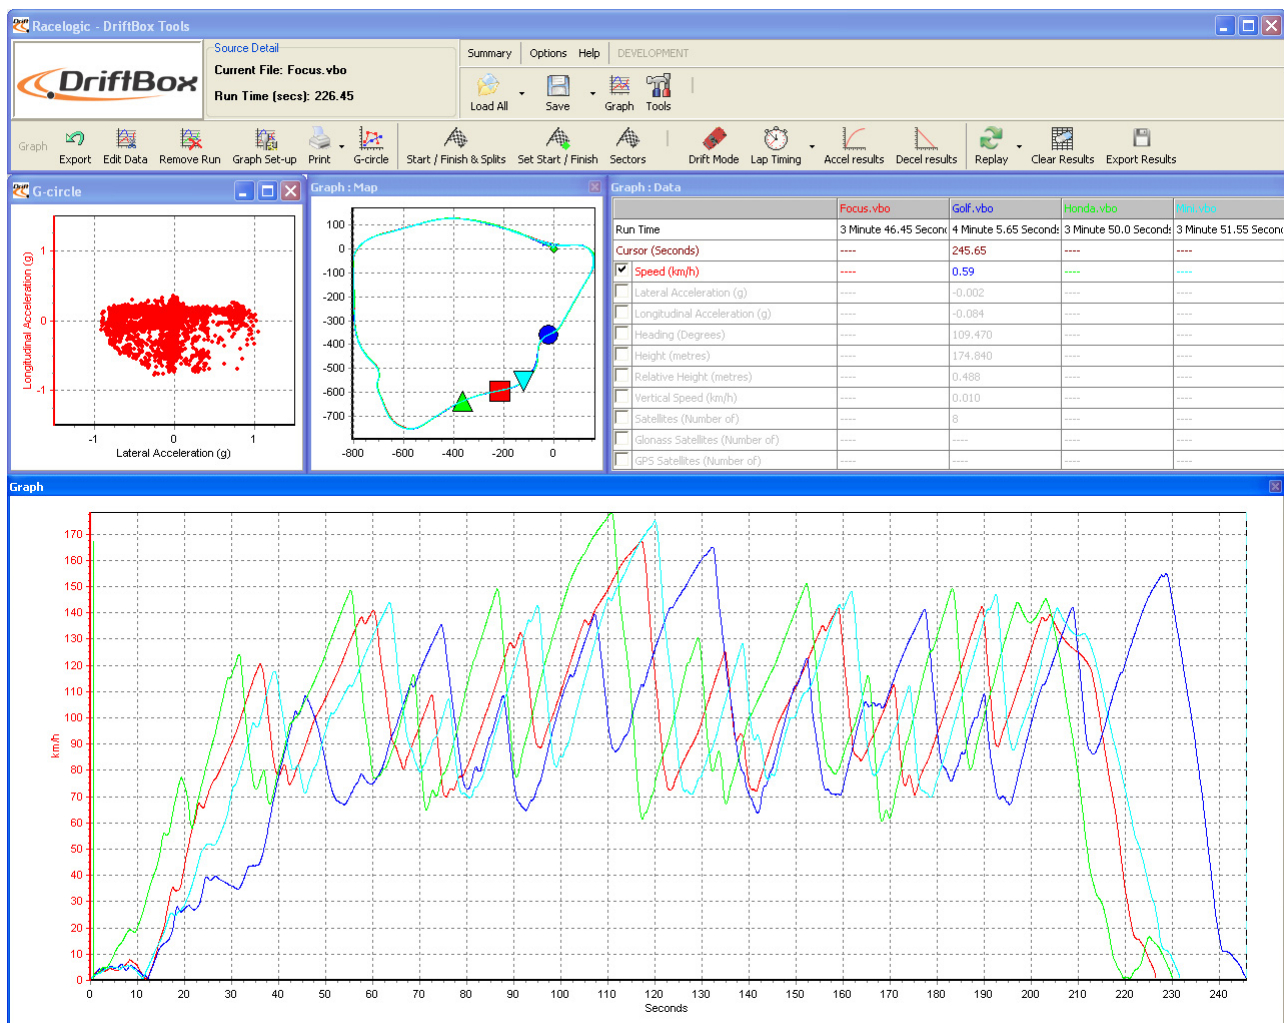 Racelogic - DriftBox Tools
DriftBox
Source Detail
Current File: Focus.vbo
Run Time (secs): 226.45
Summary Options Help DEVELOPMENT
Load All Save Graph Tools
Graph Export Edit Data Remove Run Graph Set-up Print G-circle Start / Finish & Splits Set Start / Finish Sectors Drift Mode Lap Timing Accel results Decel results Replay Clear Results Export Results
G-circle
Longitudinal Acceleration (g)
1
0
-1
-1 0 1
Lateral Acceleration (g)
Graph : Map
100
0
-100
-200
-300
-400
-500
-600
-700
-800 -600 -400 -200 0
Graph : Data
Focus.vbo Golf.vbo Honda.vbo Mini.vbo
Run Time 3 Minute 46.45 Second 4 Minute 5.65 Seconds 3 Minute 50.0 Seconds 3 Minute 51.55 Second
Cursor (Seconds) ---- 245.65 ---- ----
Speed (km/h) ---- 0.59 ---- ----
Lateral Acceleration (g) ---- -0.002 ---- ----
Longitudinal Acceleration (g) ---- -0.084 ---- ----
Heading (Degrees) ---- 109.470 ---- ----
Height (metres) ---- 174.840 ---- ----
Relative Height (metres) ---- 0.488 ---- ----
Vertical Speed (km/h) ---- 0.010 ---- ----
Satellites (Number of) ---- 8 ---- ----
Glonass Satellites (Number of) ---- ---- ---- ----
GPS Satellites (Number of) ---- ---- ---- ----
Graph
km/h
170
160
150
140
130
120
110
100
90
80
70
60
50
40
30
20
10
0
0 10 20 30 40 50 60 70 80 90 100 110 120 130 140 150 160 170 180 190 200 210 220 230 240
Seconds